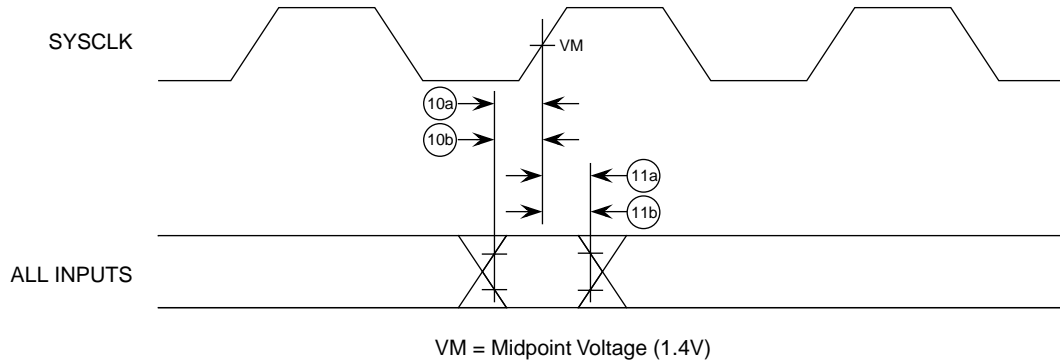 SYSCLK
VM
10a
10b
11a
11b
ALL INPUTS
VM = Midpoint Voltage (1.4V)